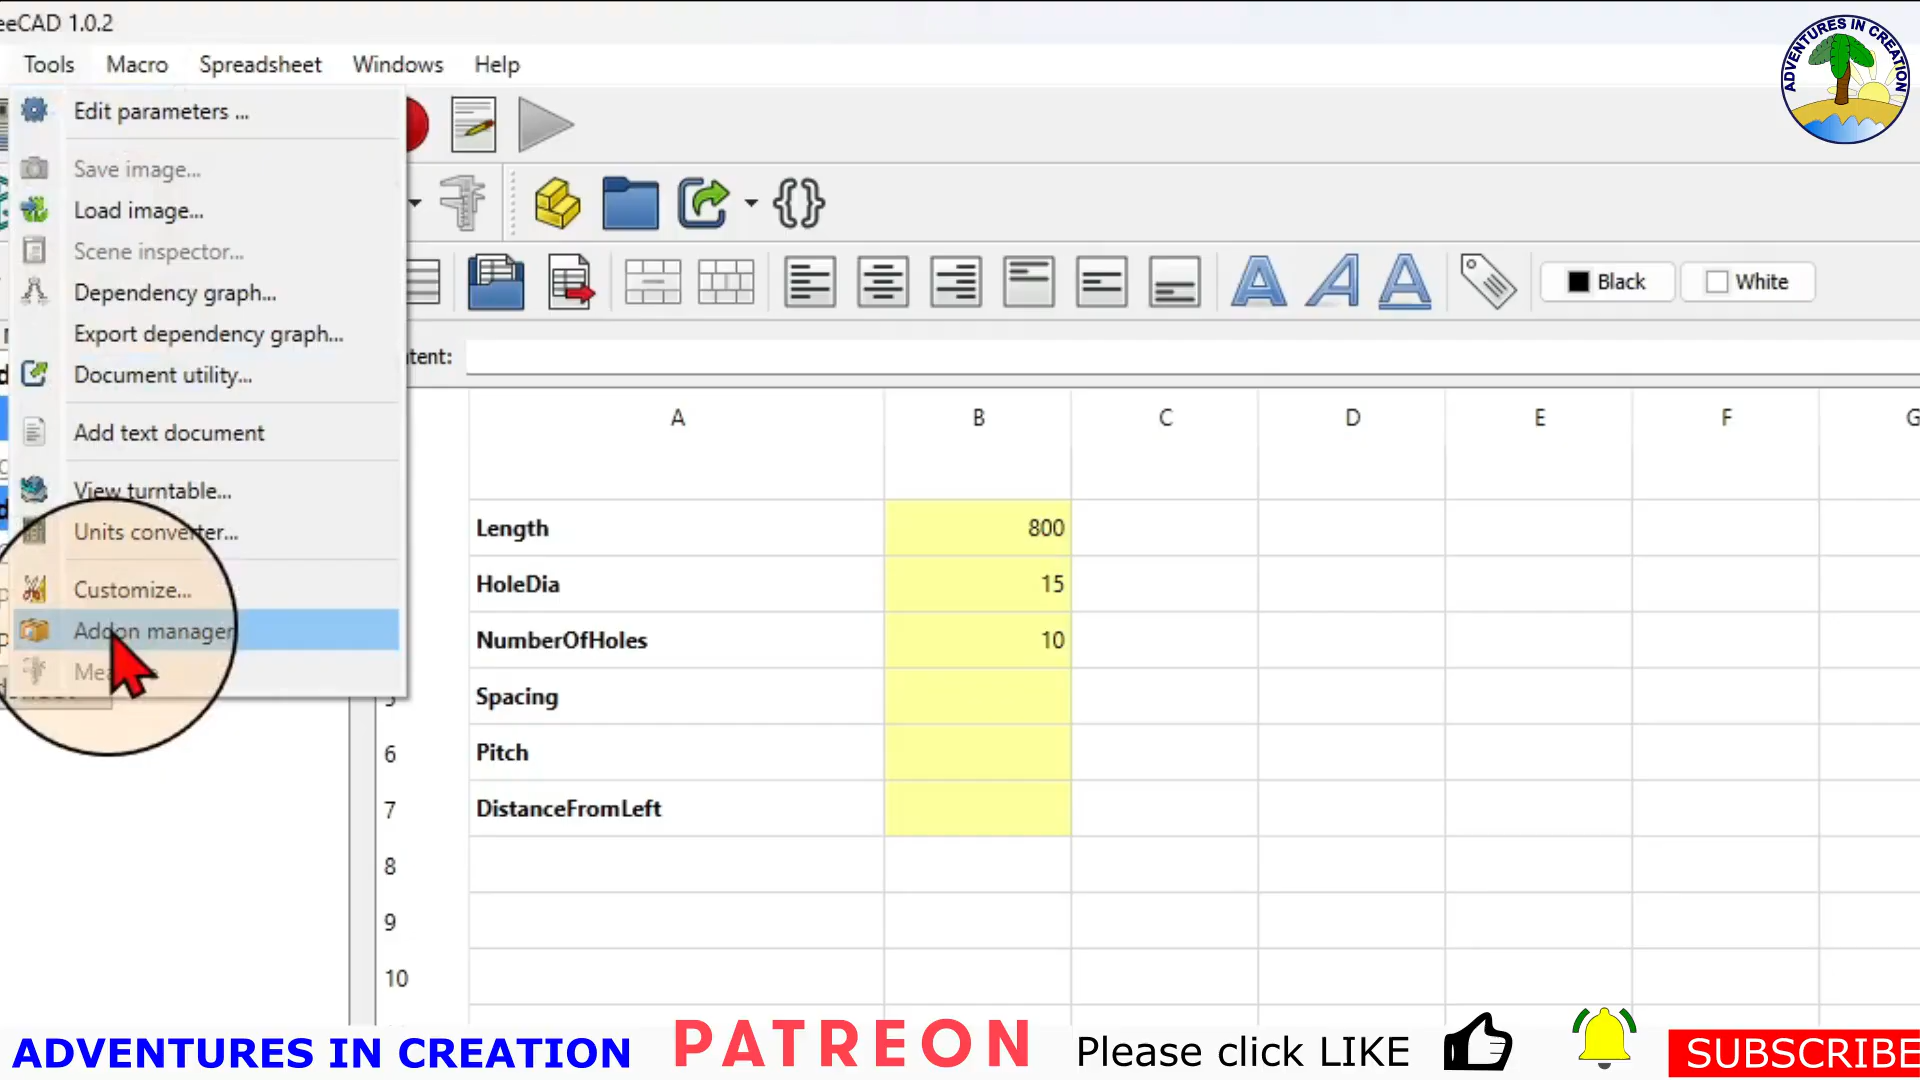 eeCAD 1.0.2
Tools Macro Spreadsheet Windows Help
ADVENTURES IN CREATION
Edit parameters ...
Save image...
Load image...
Scene inspector...
Dependency graph...
Export dependency graph...
Document utility...
Add text document
View turntable...
Units converter...
Customize...
Addon manager
Mea
Black White
tent:
A B C D E F G
Length 800
HoleDia 15
NumberOfHoles 10
5 Spacing
6 Pitch
7 DistanceFromLeft
8
9
10
ADVENTURES IN CREATION PATREON Please click LIKE SUBSCRIBE